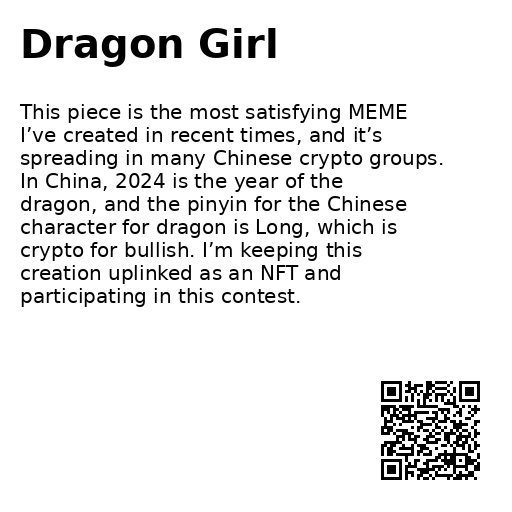 Dragon Girl
This piece is the most satisfying MEME
I’ve created in recent times, and it’s
spreading in many Chinese crypto groups.
In China, 2024 is the year of the
dragon, and the pinyin for the Chinese
character for dragon is Long, which is
crypto for bullish. I’m keeping this
creation uplinked as an NFT and
participating in this contest.